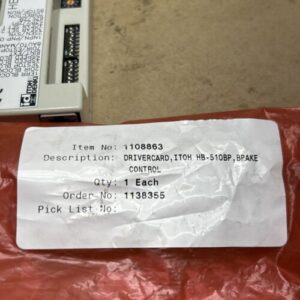 Item No: 1108863
Description: DRIVERCARD,ITOH HB-510BP,BRAKE
CONTROL
Qty: 1 Each
Order No: 1138355
Pick List No: